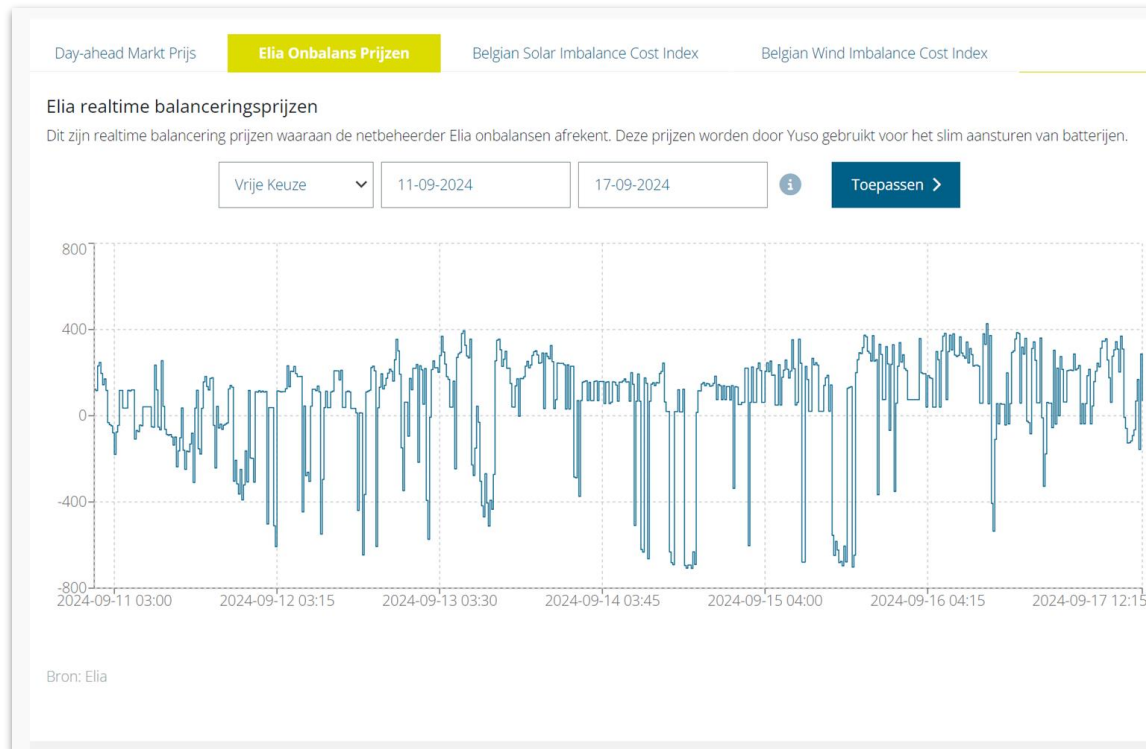 Day-ahead Markt Prijs Elia Onbalans Prijzen Belgian Solar Imbalance Cost Index Belgian Wind Imbalance Cost Index
Elia realtime balanceringsprijzen
Dit zijn realtime balancering prijzen waaraan de netbeheerder Elia onbalansen afrekent. Deze prijzen worden door Yuso gebruikt voor het slim aansturen van batterijen.
Vrije Keuze 11-09-2024 17-09-2024 i Toepassen
800
400
0
-400
-800
2024-09-11 03:00 2024-09-12 03:15 2024-09-13 03:30 2024-09-14 03:45 2024-09-15 04:00 2024-09-16 04:15 2024-09-17 12:15
Bron: Elia